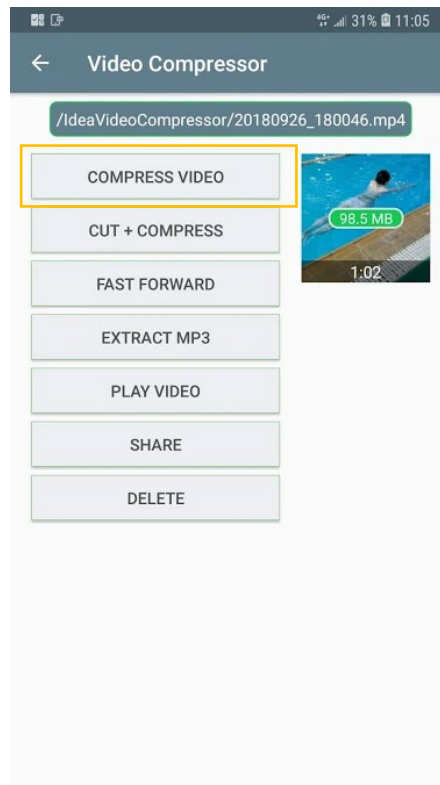 4G+ 31% 11:05
Video Compressor
/IdeaVideoCompressor/20180926_180046.mp4
COMPRESS VIDEO
98.5 MB
CUT + COMPRESS
1:02
FAST FORWARD
EXTRACT MP3
PLAY VIDEO
SHARE
DELETE